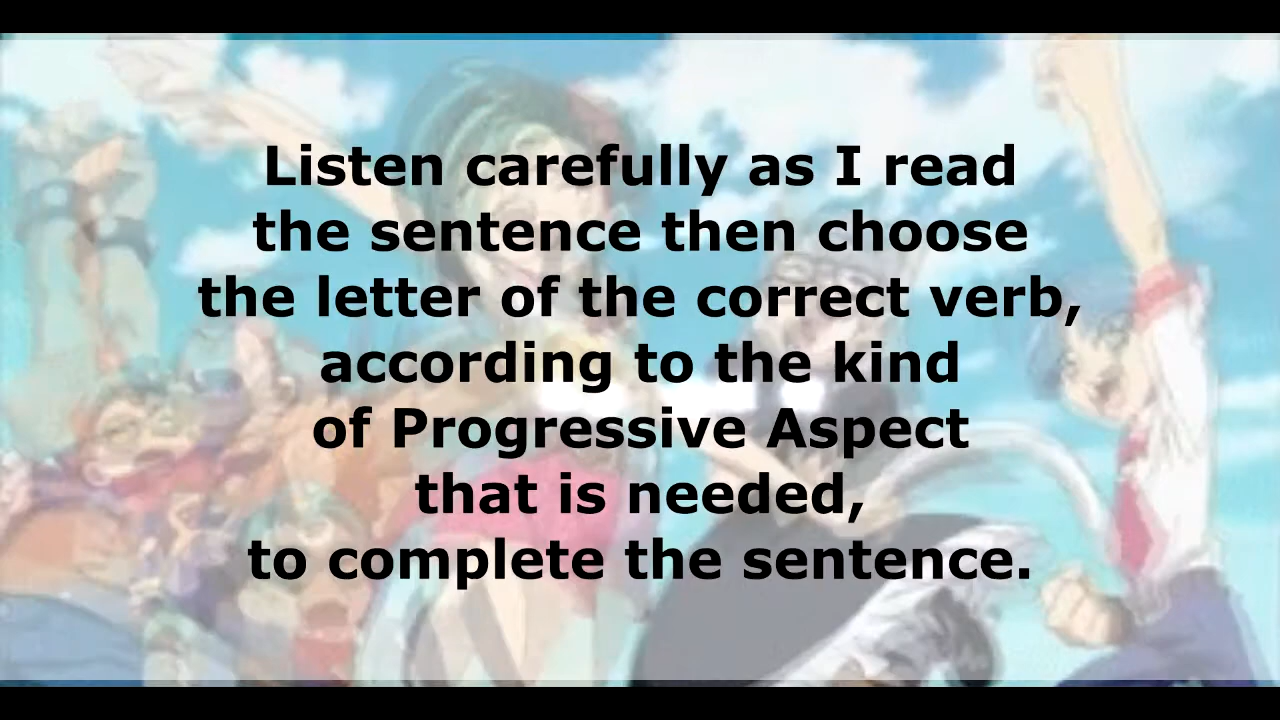 Listen carefully as I read
the sentence then choose
the letter of the correct verb,
according to the kind
of Progressive Aspect
that is needed,
to complete the sentence.